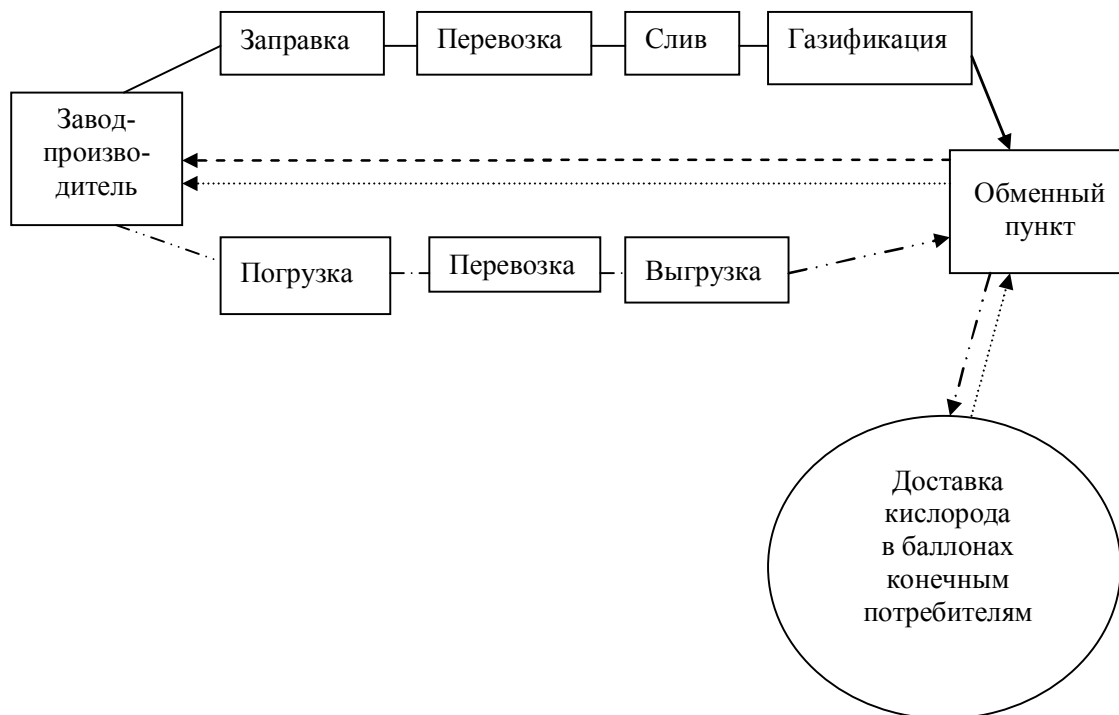 Заправка
Перевозка
Слив
Газификация
Завод-
произво-
дитель
Обменный
пункт
Погрузка
Перевозка
Выгрузка
Доставка
кислорода
в баллонах
конечным
потребителям